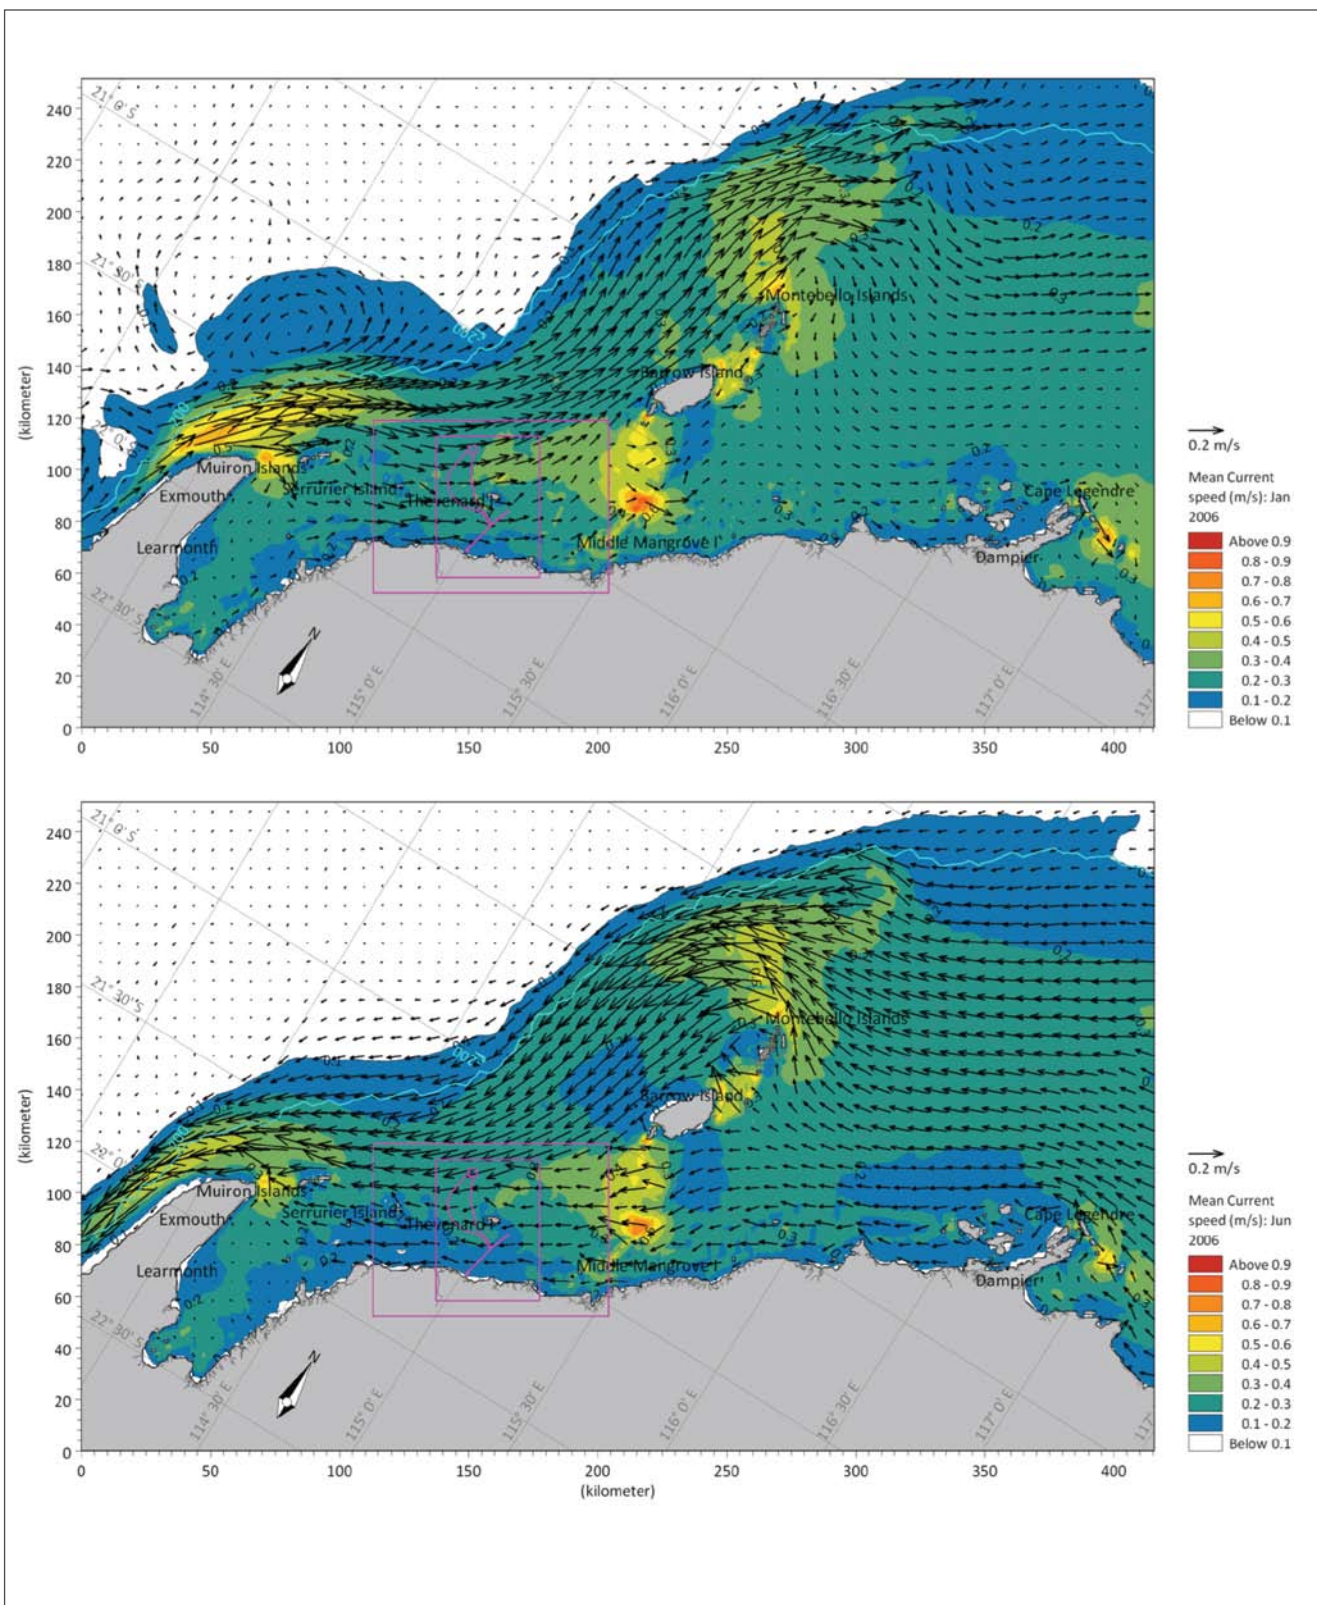 240
220
200
180
160
140
120
100
80
60
40
20
0
(kilometer)
21° 0' S
21° 30' S
22° 0' S
22° 30' S
-200
Montebello Islands
Barrow Island
Muiron Islands
Serrurier Island
Exmouth
Thevenard I
Cape Legendre
Learmonth
Middle Mangrove I
Dampier
N
114° 30' E
115° 0' E
115° 30' E
116° 0' E
116° 30' E
117° 0' E
117°
0 50 100 150 200 250 300 350 400
0.2 m/s
Mean Current
speed (m/s): Jan
2006
Above 0.9
0.8 - 0.9
0.7 - 0.8
0.6 - 0.7
0.5 - 0.6
0.4 - 0.5
0.3 - 0.4
0.2 - 0.3
0.1 - 0.2
Below 0.1
240
220
200
180
160
140
120
100
80
60
40
20
0
(kilometer)
21° 0' S
21° 30' S
22° 0' S
22° 30' S
-200
Montebello Islands
Barrow Island
Muiron Islands
Serrurier Island
Exmouth
Thevenard I
Cape Legendre
Learmonth
Middle Mangrove I
Dampier
N
114° 30' E
115° 0' E
115° 30' E
116° 0' E
116° 30' E
117° 0' E
117°
0 50 100 150 200 250 300 350 400
(kilometer)
0.2 m/s
Mean Current
speed (m/s): Jun
2006
Above 0.9
0.8 - 0.9
0.7 - 0.8
0.6 - 0.7
0.5 - 0.6
0.4 - 0.5
0.3 - 0.4
0.2 - 0.3
0.1 - 0.2
Below 0.1